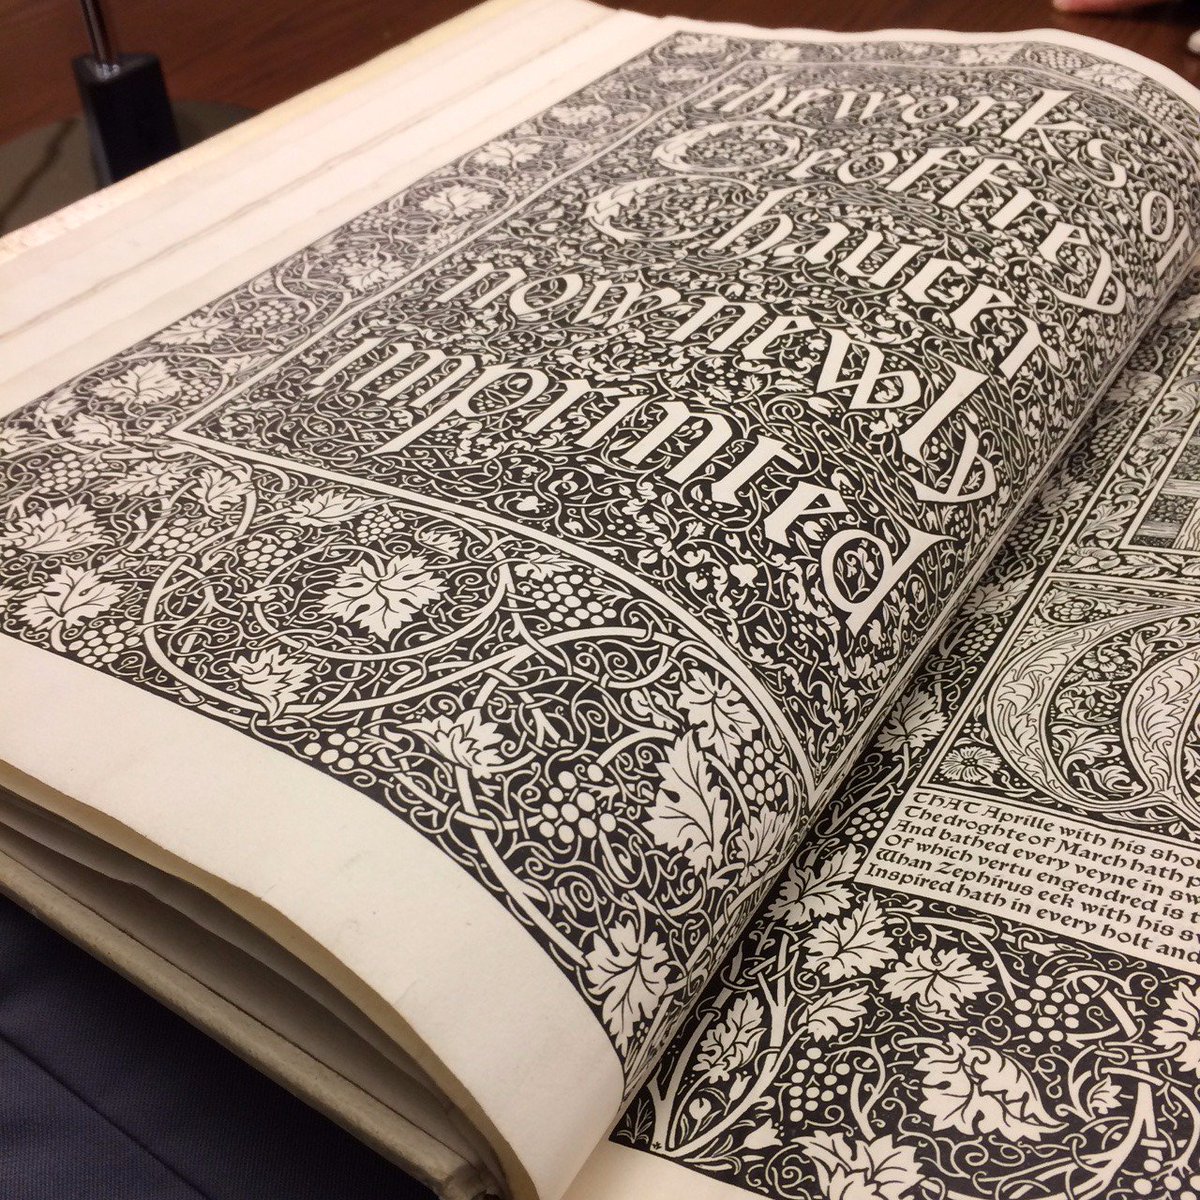 the works of
Geoffrey
Chaucer
now newly
imprinted
THAT Aprille with his sho
The droghte of March hath p
And bathed every veyne in sw
Of which vertu engendred is t
Whan Zephirus eek with his sw
Inspired hath in every holt and